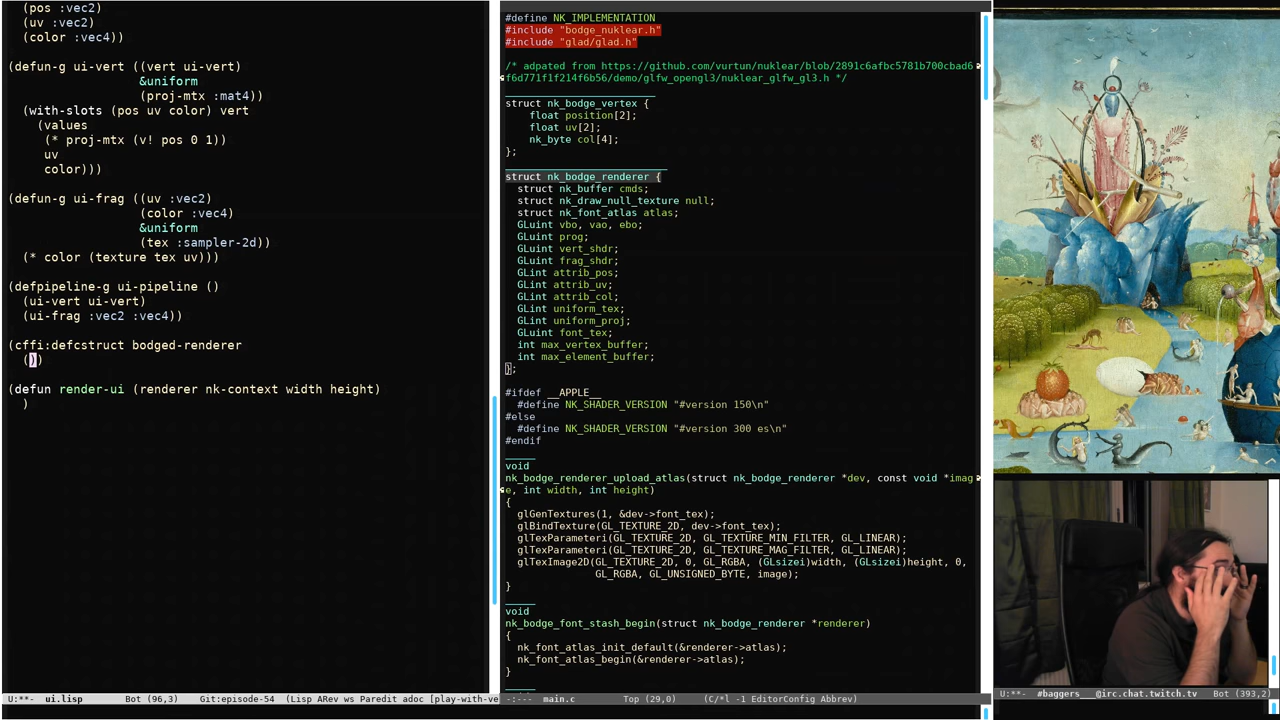 (pos :vec2)
(uv :vec2)
(color :vec4))
(defun-g ui-vert ((vert ui-vert)
&uniform
(proj-mtx :mat4))
(with-slots (pos uv color) vert
(values
(* proj-mtx (v! pos 0 1))
uv
color)))
(defun-g ui-frag ((uv :vec2)
(color :vec4)
&uniform
(tex :sampler-2d))
(* color (texture tex uv)))
(defpipeline-g ui-pipeline ()
(ui-vert ui-vert)
(ui-frag :vec2 :vec4))
(cffi:defcstruct bodged-renderer
())
(defun render-ui (renderer nk-context width height)
)
U:**-  ui.lisp      Bot (96,3)   Git:episode-54  (Lisp ARev ws Paredit adoc [play-with-ve
#define NK_IMPLEMENTATION
#include "bodge_nuklear.h"
#include "glad/glad.h"
/* adpated from https://github.com/vurtun/nuklear/blob/2891c6afbc5781b700cbad6
f6d771f1f214f6b56/demo/glfw_opengl3/nuklear_glfw_gl3.h */
struct nk_bodge_vertex {
float position[2];
float uv[2];
nk_byte col[4];
};
struct nk_bodge_renderer {
struct nk_buffer cmds;
struct nk_draw_null_texture null;
struct nk_font_atlas atlas;
GLuint vbo, vao, ebo;
GLuint prog;
GLuint vert_shdr;
GLuint frag_shdr;
GLint attrib_pos;
GLint attrib_uv;
GLint attrib_col;
GLint uniform_tex;
GLint uniform_proj;
GLuint font_tex;
int max_vertex_buffer;
int max_element_buffer;
};
#ifdef __APPLE__
#define NK_SHADER_VERSION "#version 150\n"
#else
#define NK_SHADER_VERSION "#version 300 es\n"
#endif
void
nk_bodge_renderer_upload_atlas(struct nk_bodge_renderer *dev, const void *imag
e, int width, int height)
{
glGenTextures(1, &dev->font_tex);
glBindTexture(GL_TEXTURE_2D, dev->font_tex);
glTexParameteri(GL_TEXTURE_2D, GL_TEXTURE_MIN_FILTER, GL_LINEAR);
glTexParameteri(GL_TEXTURE_2D, GL_TEXTURE_MAG_FILTER, GL_LINEAR);
glTexImage2D(GL_TEXTURE_2D, 0, GL_RGBA, (GLsizei)width, (GLsizei)height, 0,
GL_RGBA, GL_UNSIGNED_BYTE, image);
}
void
nk_bodge_font_stash_begin(struct nk_bodge_renderer *renderer)
{
nk_font_atlas_init_default(&renderer->atlas);
nk_font_atlas_begin(&renderer->atlas);
}
-:---  main.c         Top (29,0)     (C/*l -1 EditorConfig Abbrev)
U:**-  #baggers___@irc.chat.twitch.tv   Bot (393,2)